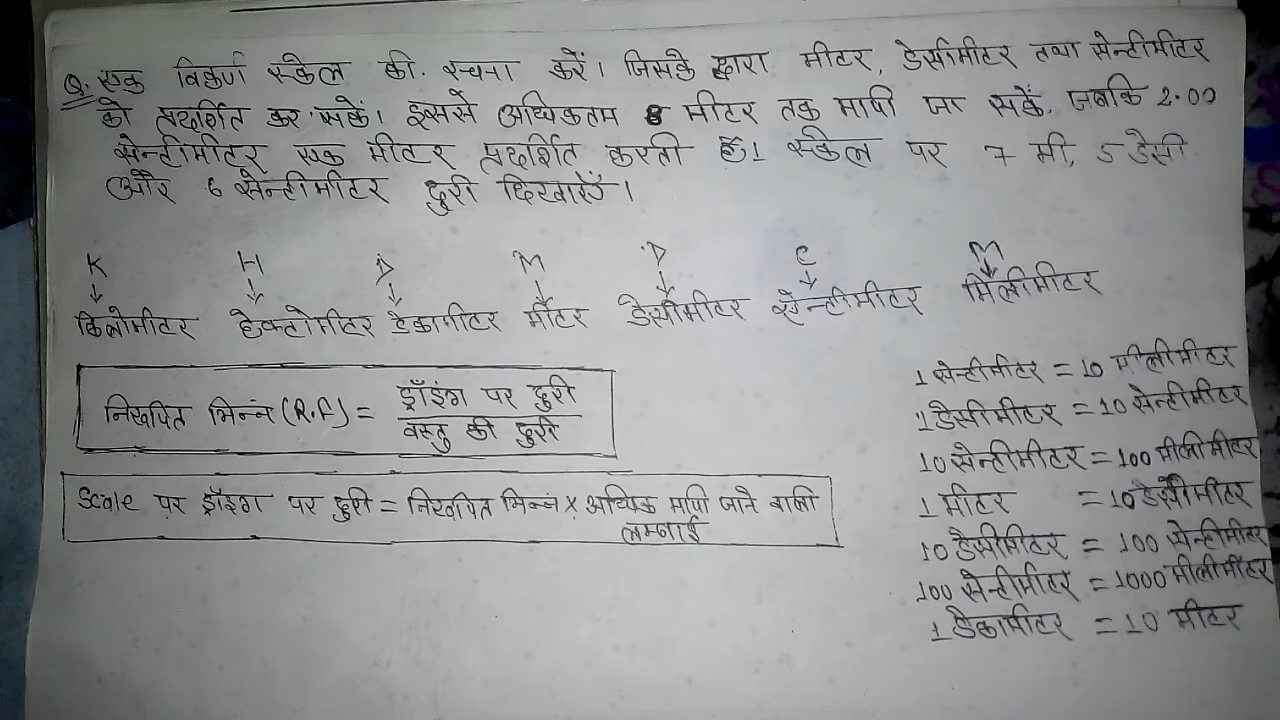 Q. एक विकर्ण स्केल की रचना करें। जिसके द्वारा मीटर, डेसीमीटर तथा सेन्टीमीटर
को प्रदर्शित कर सकें। इससे अधिकतम 8 मीटर तक मापी जा सकें, जबकि 2.00
सेन्टीमीटर एक मीटर प्रदर्शित करती है। स्केल पर 7 मी, 5 डेसी
और 6 सेन्टीमीटर दुरी दिखाएँ।
K H D M D C M
किलोमीटर हेक्टोमीटर डेकामीटर मीटर डेसीमीटर सेन्टीमीटर मिलीमीटर
निरूपित भिन्न (R.F) = ड्रॉइंग पर दुरी
वस्तु की दुरी
Scale पर ड्रॉइंग पर दुरी = निरूपित भिन्न × अधिक मापी जाने वाली
लम्बाई
1 सेन्टीमीटर = 10 मीलीमीटर
1 डेसीमीटर = 10 सेन्टीमीटर
10 सेन्टीमीटर = 100 मीलीमीटर
1 मीटर = 10 डेसीमीटर
10 डेसीमीटर = 100 सेन्टीमीटर
100 सेन्टीमीटर = 1000 मीलीमीटर
1 डेकामीटर = 10 मीटर